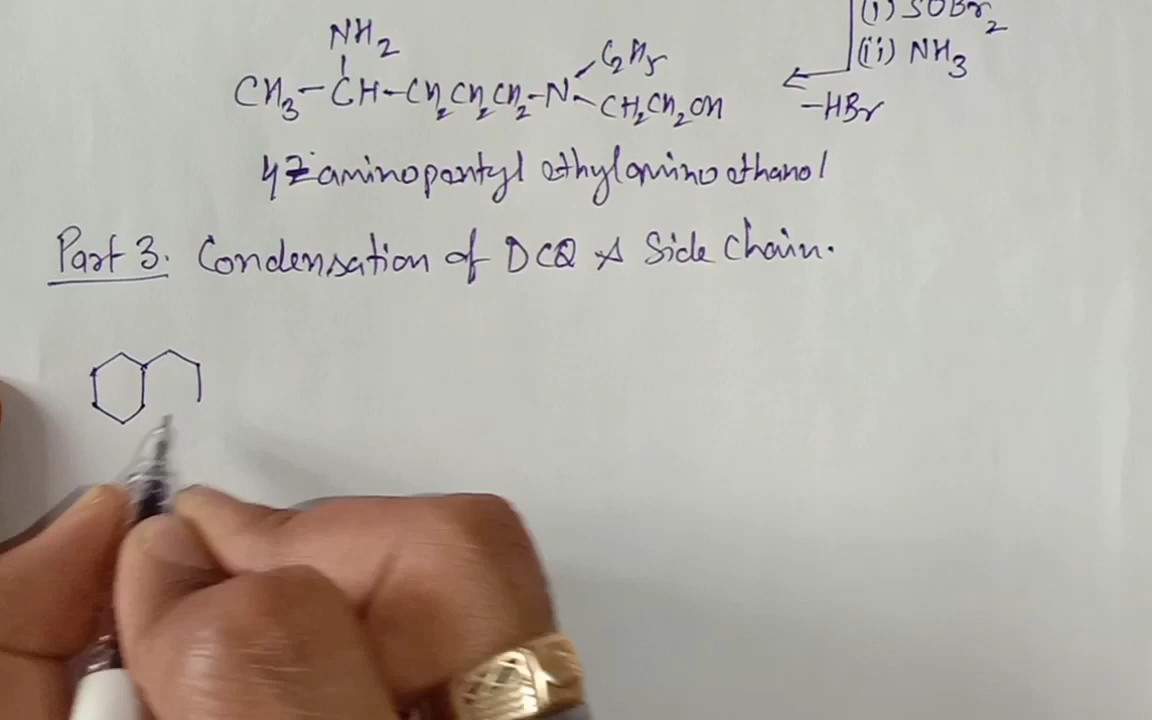 (i) SOBr2
(ii) NH3
-HBr
NH2
CH3-CH-CH2CH2CH2-N
C2H5
CH2CH2OH
4-aminopentyl ethylamino ethanol
Part 3. Condensation of DCQ & Side Chain.